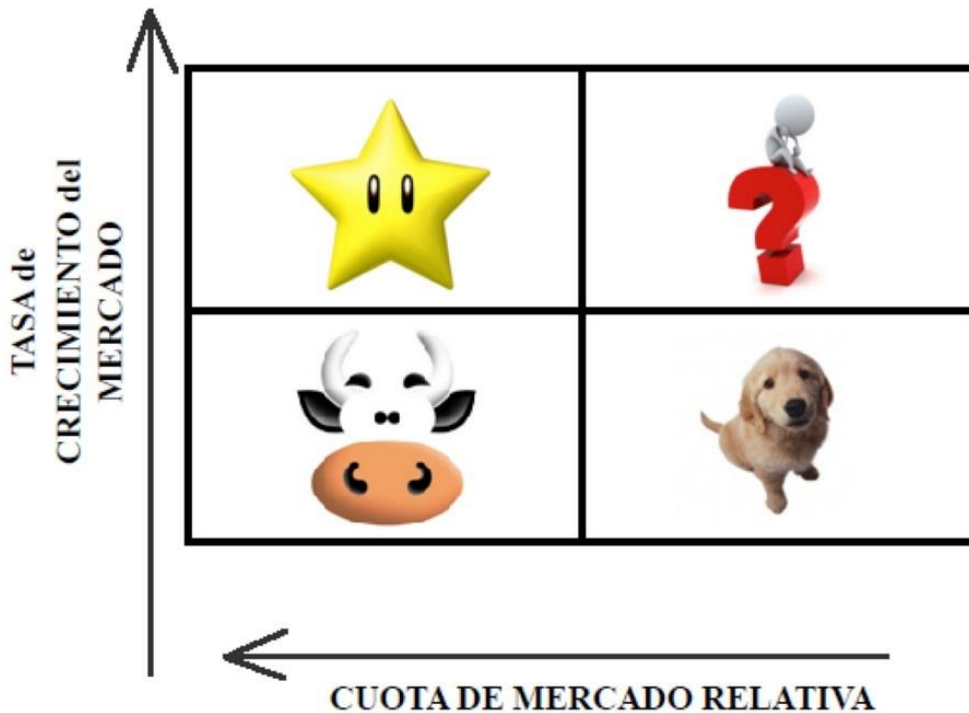 TASA de
CRECIMIENTO del
MERCADO
?
CUOTA DE MERCADO RELATIVA